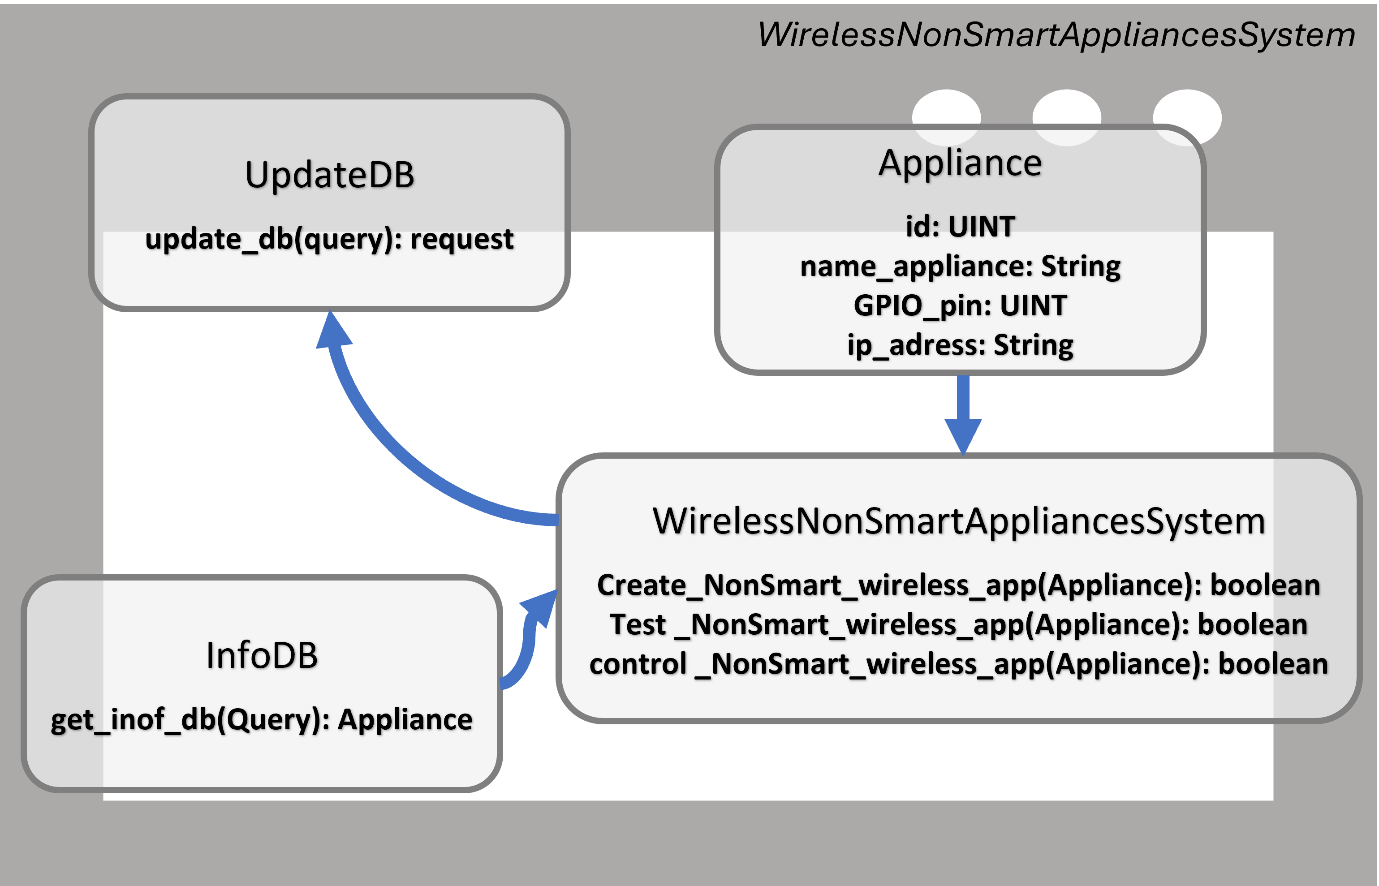 WirelessNonSmartAppliancesSystem
UpdateDB
update_db(query): request
Appliance
id: UINT
name_appliance: String
GPIO_pin: UINT
ip_adress: String
WirelessNonSmartAppliancesSystem
Create_NonSmart_wireless_app(Appliance): boolean
Test _NonSmart_wireless_app(Appliance): boolean
control _NonSmart_wireless_app(Appliance): boolean
InfoDB
get_inof_db(Query): Appliance